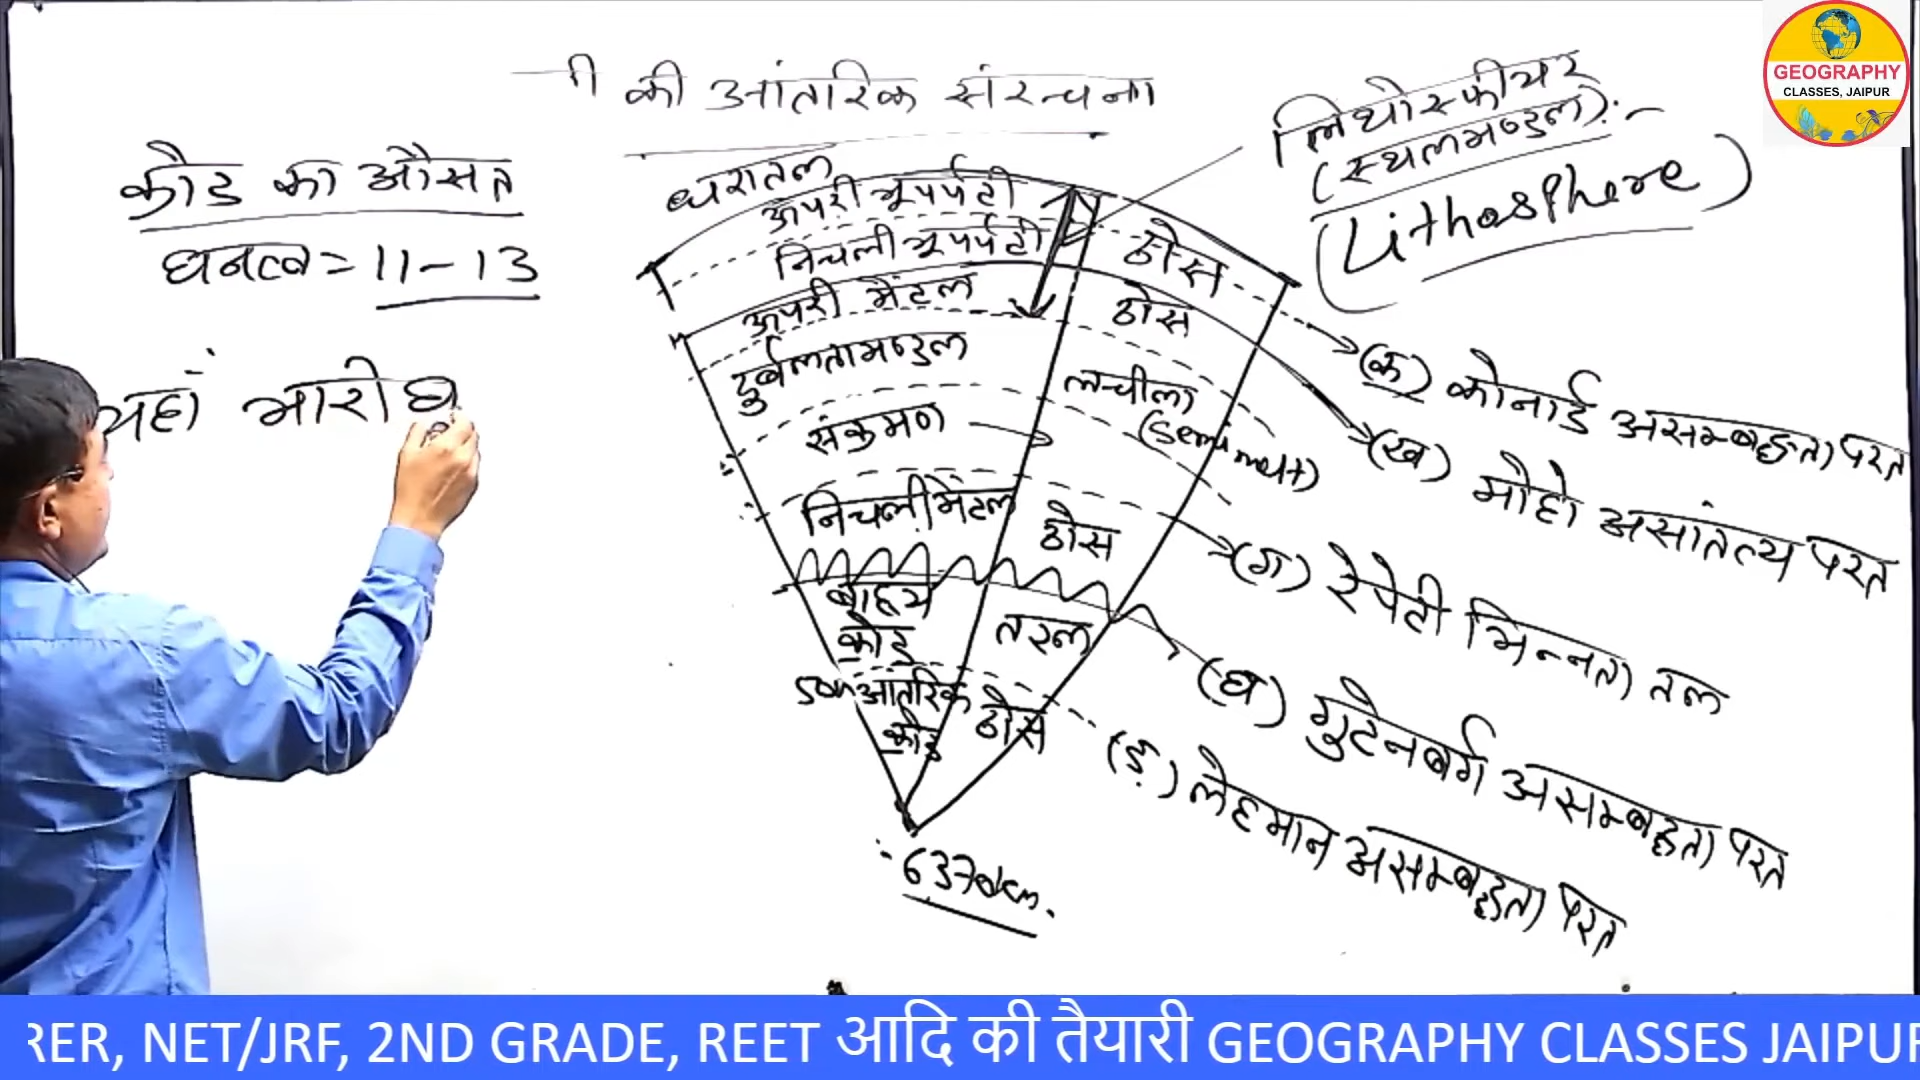 की आंतरिक संरचना
कौड का औसत
घनत्व = 11-13
यहां भारी घ
धरातल
ऊपरी भूपर्पटी
निचली भूपर्पटी
ऊपरी मैंटल
दुर्बलतामण्डल
संक्रमण
निचली मेंटल
बाह्य
कोड
आंतरिक
कोड
ठोस
ठोस
लचीला
(Semi melt)
ठोस
तरल
ठोस
6370km.
लिथोस्फीयर
(स्थलमण्डल):-
(Lithosphere)
(क) कोनार्ड असम्बद्धता परत
(ख) मोहो असांतत्य परत
(ग) रेपेटी भिन्नता तल
(घ) गुटेनबर्ग असम्बद्धता परत
(ड़) लेहमान असम्बद्धता परत
GEOGRAPHY
CLASSES, JAIPUR
RER, NET/JRF, 2ND GRADE, REET आदि की तैयारी GEOGRAPHY CLASSES JAIPUR